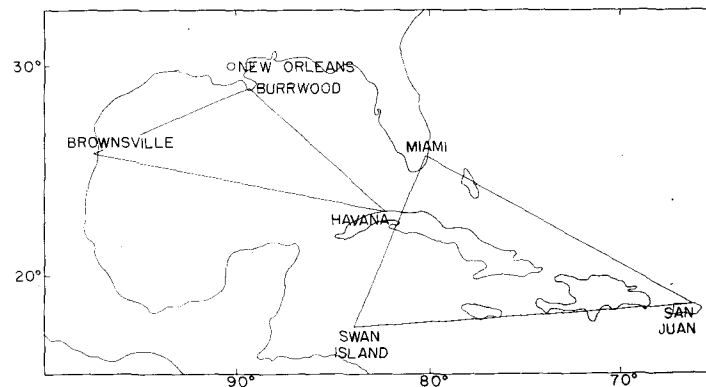 30°
NEW ORLEANS
BURRWOOD
BROWNSVILLE
MIAMI
HAVANA
20°
SWAN
ISLAND
SAN
JUAN
90°
80°
70°